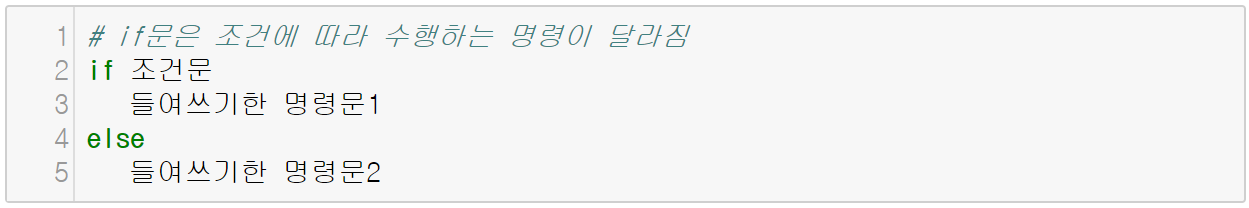 1 # if문은 조건에 따라 수행하는 명령이 달라짐
2 if 조건문
3    들여쓰기한 명령문1
4 else
5    들여쓰기한 명령문2